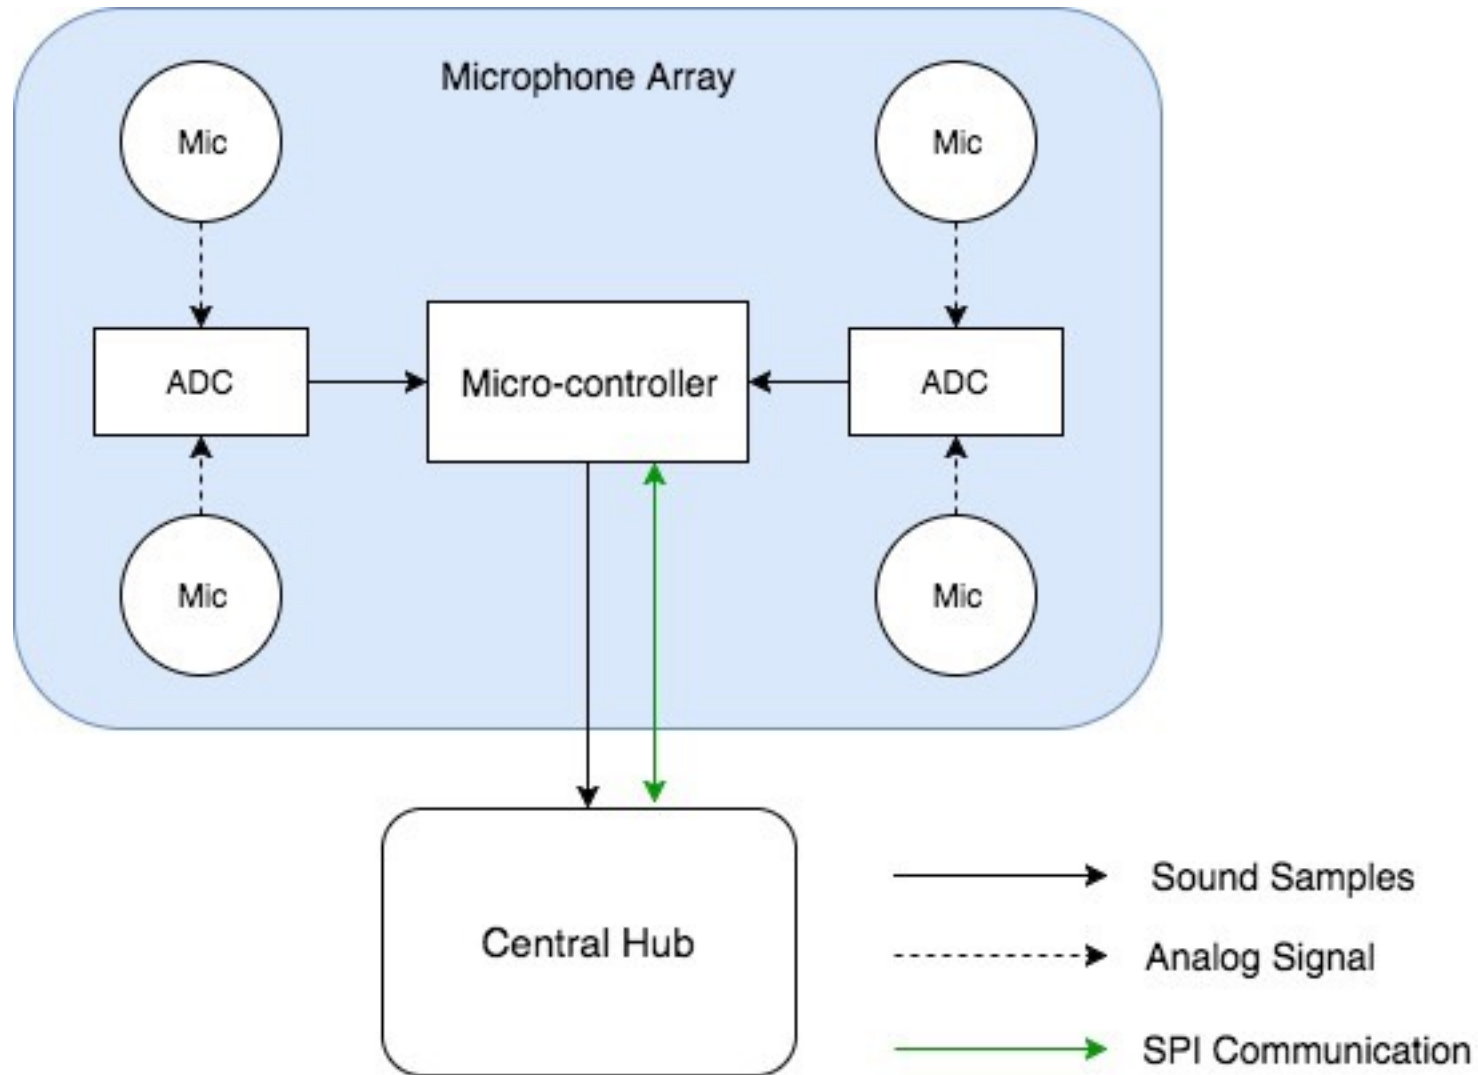 Microphone Array
Mic
Mic
ADC
Micro-controller
ADC
Mic
Mic
Central Hub
Sound Samples
Analog Signal
SPI Communication